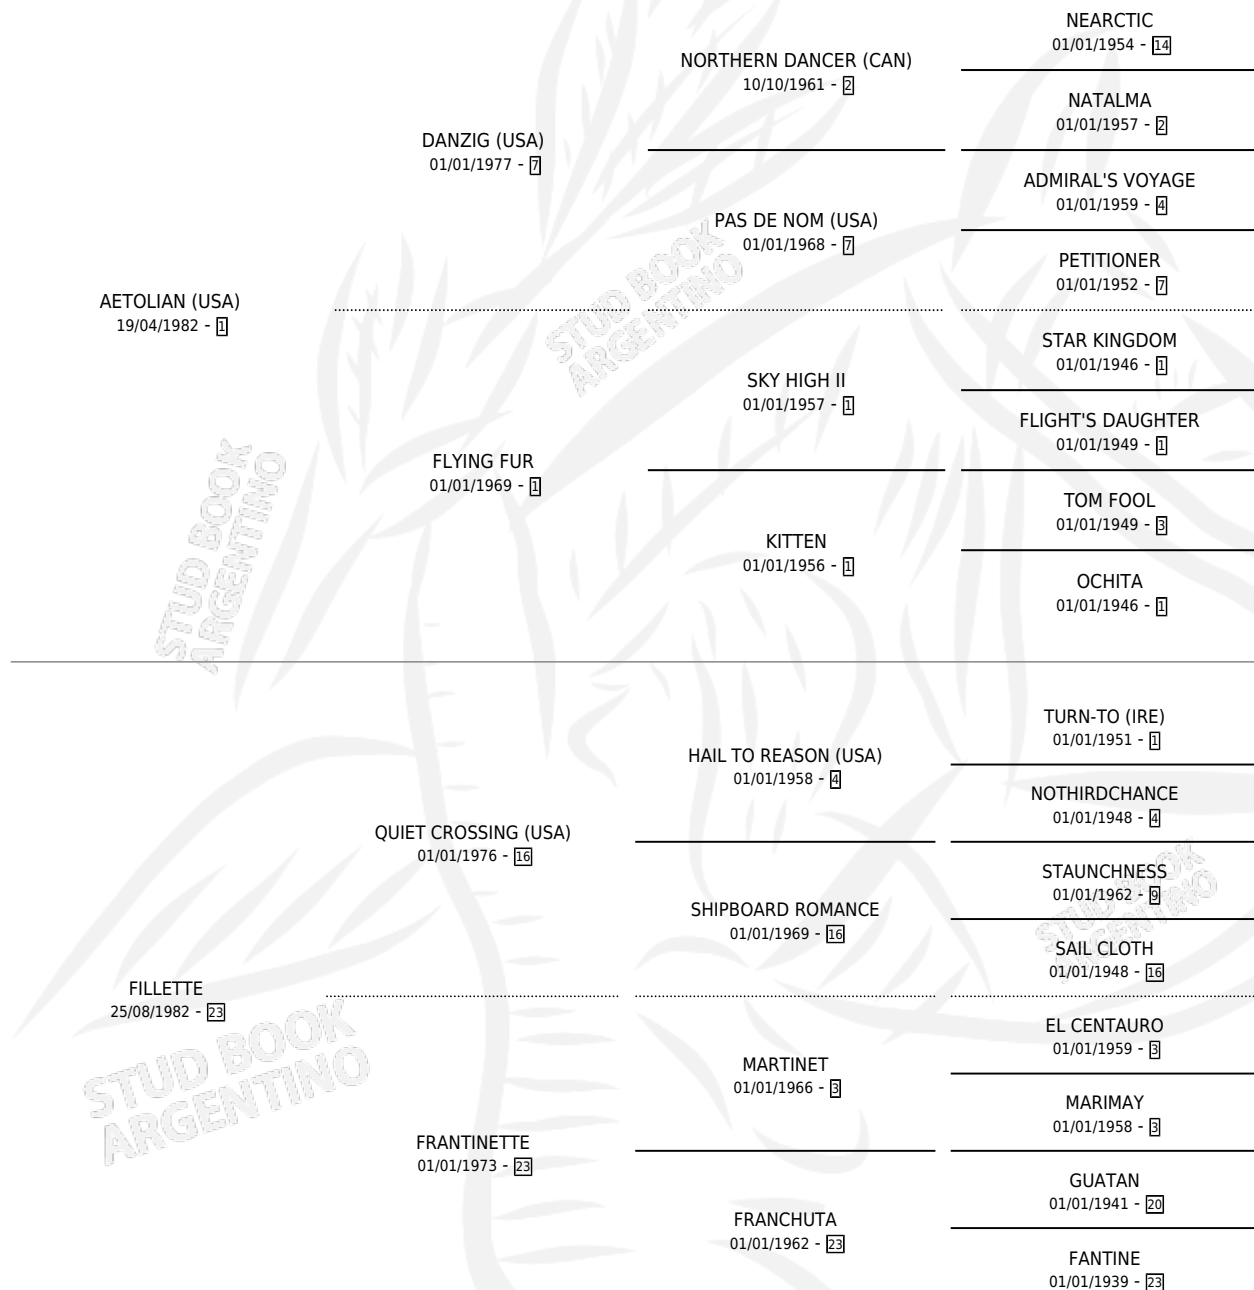 NEARCTIC
01/01/1954 - 14
NORTHERN DANCER (CAN)
10/10/1961 - 2
NATALMA
01/01/1957 - 2
DANZIG (USA)
01/01/1977 - 7
ADMIRAL'S VOYAGE
01/01/1959 - 4
PAS DE NOM (USA)
01/01/1968 - 7
PETITIONER
01/01/1952 - 7
AETOLIAN (USA)
19/04/1982 - 1
STUD BOOK
ARGENTINO
STAR KINGDOM
01/01/1946 - 1
SKY HIGH II
01/01/1957 - 1
FLIGHT'S DAUGHTER
01/01/1949 - 1
FLYING FUR
01/01/1969 - 1
TOM FOOL
01/01/1949 - 3
KITTEN
01/01/1956 - 1
OCHITA
01/01/1946 - 1
STUD BOOK
ARGENTINO
TURN-TO (IRE)
01/01/1951 - 1
HAIL TO REASON (USA)
01/01/1958 - 4
NOTHIRDCHANCE
01/01/1948 - 4
QUIET CROSSING (USA)
01/01/1976 - 16
STAUNCHNESS
01/01/1962 - 9
SHIPBOARD ROMANCE
01/01/1969 - 16
SAIL CLOTH
01/01/1948 - 16
STUD BOOK
ARGENTINO
FILLETTE
25/08/1982 - 23
EL CENTAURO
01/01/1959 - 3
MARTINET
01/01/1966 - 3
MARIMAY
01/01/1958 - 3
STUD BOOK
ARGENTINO
FRANTINETTE
01/01/1973 - 23
GUATAN
01/01/1941 - 20
FRANCHUTA
01/01/1962 - 23
FANTINE
01/01/1939 - 23